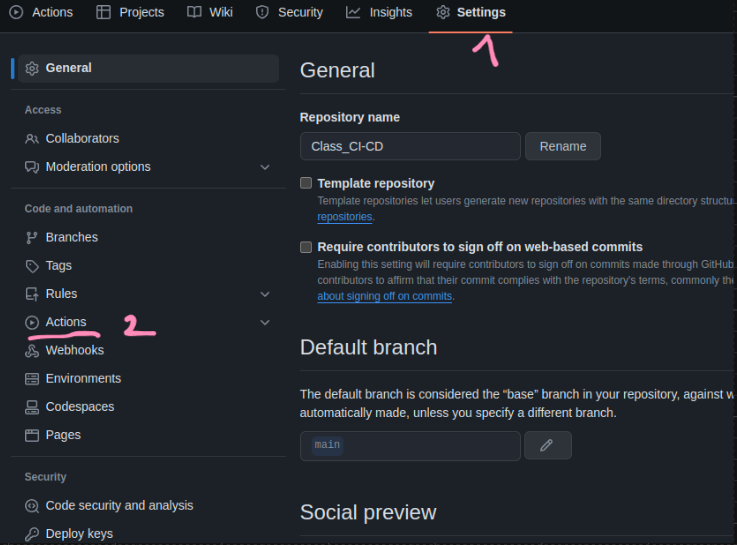 Actions Projects Wiki Security Insights Settings
1
General
Access
Collaborators
Moderation options
Code and automation
Branches
Tags
Rules
Actions 2
Webhooks
Environments
Codespaces
Pages
Security
Code security and analysis
Deploy keys
General
Repository name
Class_CI-CD Rename
Template repository
Template repositories let users generate new repositories with the same directory structu
repositories.
Require contributors to sign off on web-based commits
Enabling this setting will require contributors to sign off on commits made through GitHub
contributors to affirm that their commit complies with the repository's terms, commonly the
about signing off on commits.
Default branch
The default branch is considered the “base” branch in your repository, against w
automatically made, unless you specify a different branch.
main
Social preview